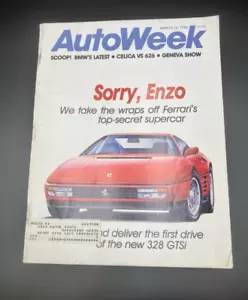 AutoWeek
SCOOP! BMW'S LATEST • CELICA VS 626 • GENEVA SHOW
Sorry, Enzo
We take the wraps off Ferrari's
top-secret supercar
nd deliver the first drive
of the new 328 GTSi